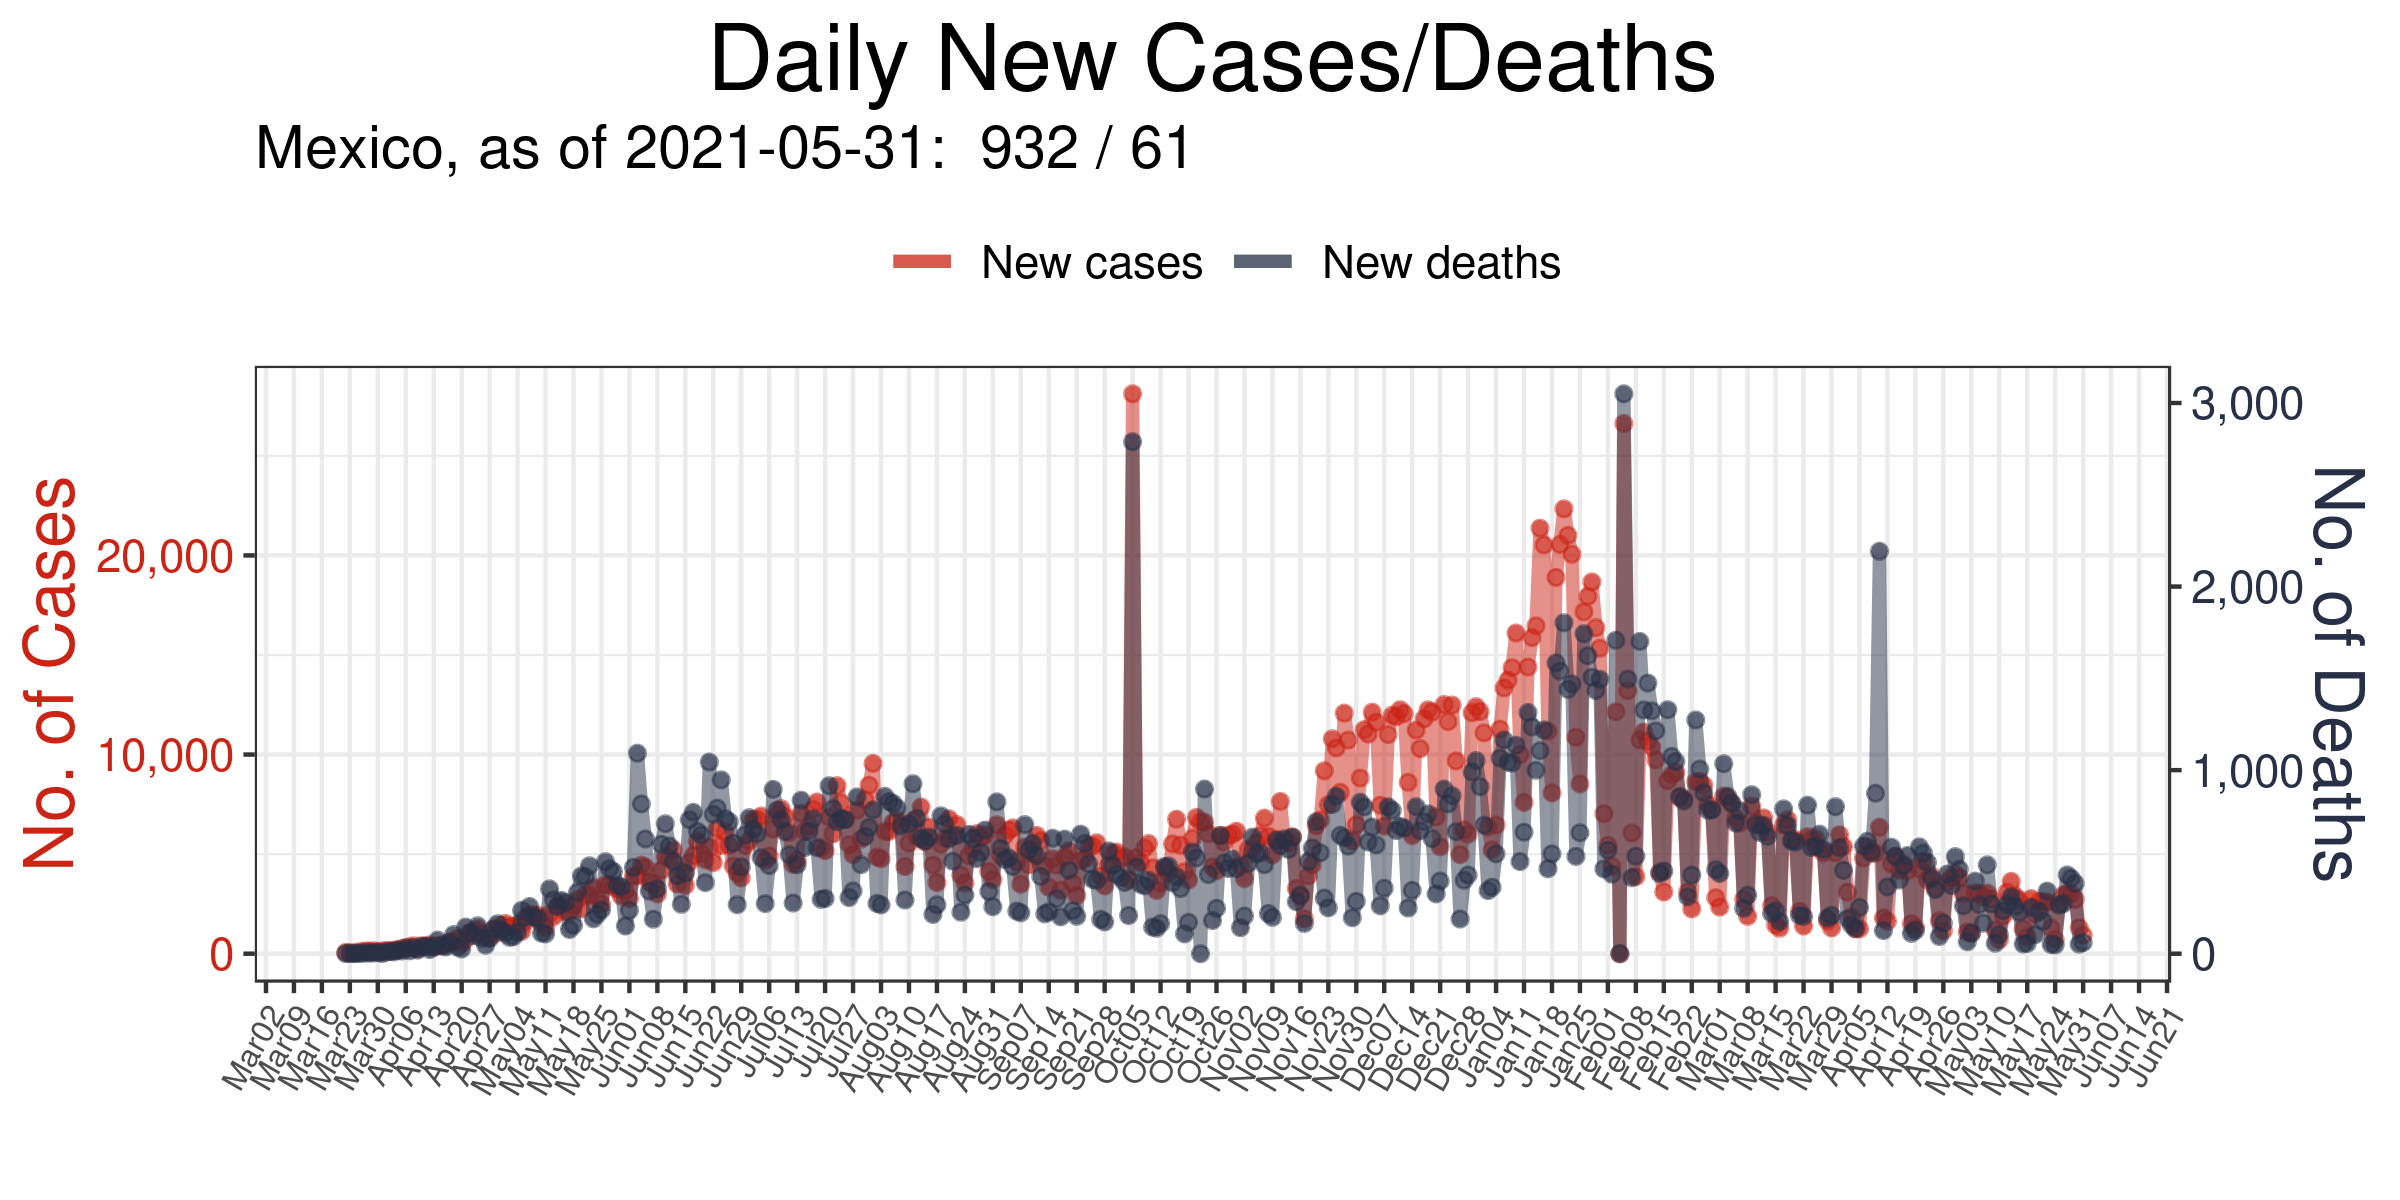 Daily New Cases/Deaths
Mexico, as of 2021-05-31:  932 / 61
New cases New deaths
No. of Cases
20,000
10,000
0
3,000
2,000
1,000
0
No. of Deaths
Mar02 Mar09 Mar16 Mar23 Mar30 Apr06 Apr13 Apr20 Apr27 May04 May11 May18 May25 Jun01 Jun08 Jun15 Jun22 Jun29 Jul06 Jul13 Jul20 Jul27 Aug03 Aug10 Aug17 Aug24 Aug31 Sep07 Sep14 Sep21 Sep28 Oct05 Oct12 Oct19 Oct26 Nov02 Nov09 Nov16 Nov23 Nov30 Dec07 Dec14 Dec21 Dec28 Jan04 Jan11 Jan18 Jan25 Feb01 Feb08 Feb15 Feb22 Mar01 Mar08 Mar15 Mar22 Mar29 Apr05 Apr12 Apr19 Apr26 May03 May10 May17 May24 May31 Jun07 Jun14 Jun21